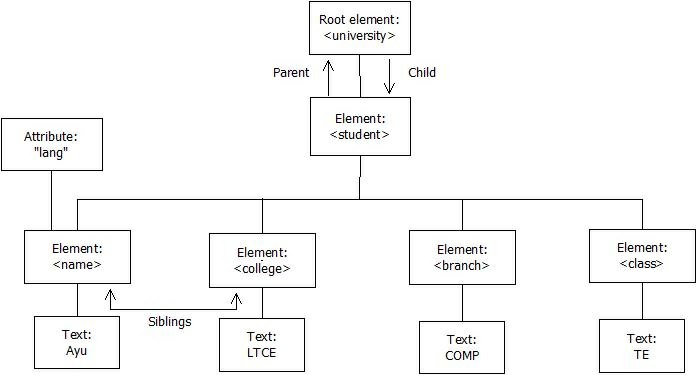 Root element:
<university>
Parent
Child
Element:
<student>
Attribute:
"lang"
Element:
<name>
Element:
<college>
Element:
<branch>
Element:
<class>
Siblings
Text:
Ayu
Text:
LTCE
Text:
COMP
Text:
TE